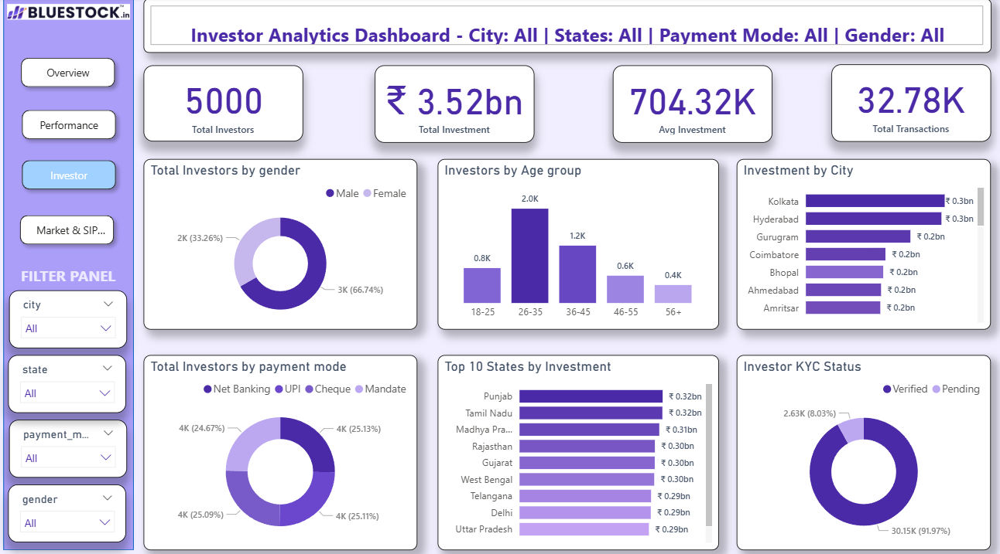 BLUESTOCK™.in
Investor Analytics Dashboard - City: All | States: All | Payment Mode: All | Gender: All
Overview
Performance
Investor
Market & SIP...
FILTER PANEL
city
All
state
All
payment_m...
All
gender
All
5000
Total Investors
₹ 3.52bn
Total Investment
704.32K
Avg Investment
32.78K
Total Transactions
Total Investors by gender
Male Female
2K (33.26%)
3K (66.74%)
Investors by Age group
0.8K
2.0K
1.2K
0.6K
0.4K
18-25 26-35 36-45 46-55 56+
Investment by City
Kolkata ₹ 0.3bn
Hyderabad ₹ 0.3bn
Gurugram ₹ 0.2bn
Coimbatore ₹ 0.2bn
Bhopal ₹ 0.2bn
Ahmedabad ₹ 0.2bn
Amritsar ₹ 0.2bn
Total Investors by payment mode
Net Banking UPI Cheque Mandate
4K (24.67%)
4K (25.13%)
4K (25.09%)
4K (25.11%)
Top 10 States by Investment
Punjab ₹ 0.32bn
Tamil Nadu ₹ 0.32bn
Madhya Pra... ₹ 0.31bn
Rajasthan ₹ 0.30bn
Gujarat ₹ 0.30bn
West Bengal ₹ 0.30bn
Telangana ₹ 0.29bn
Delhi ₹ 0.29bn
Uttar Pradesh ₹ 0.29bn
Investor KYC Status
Verified Pending
2.63K (8.03%)
30.15K (91.97%)